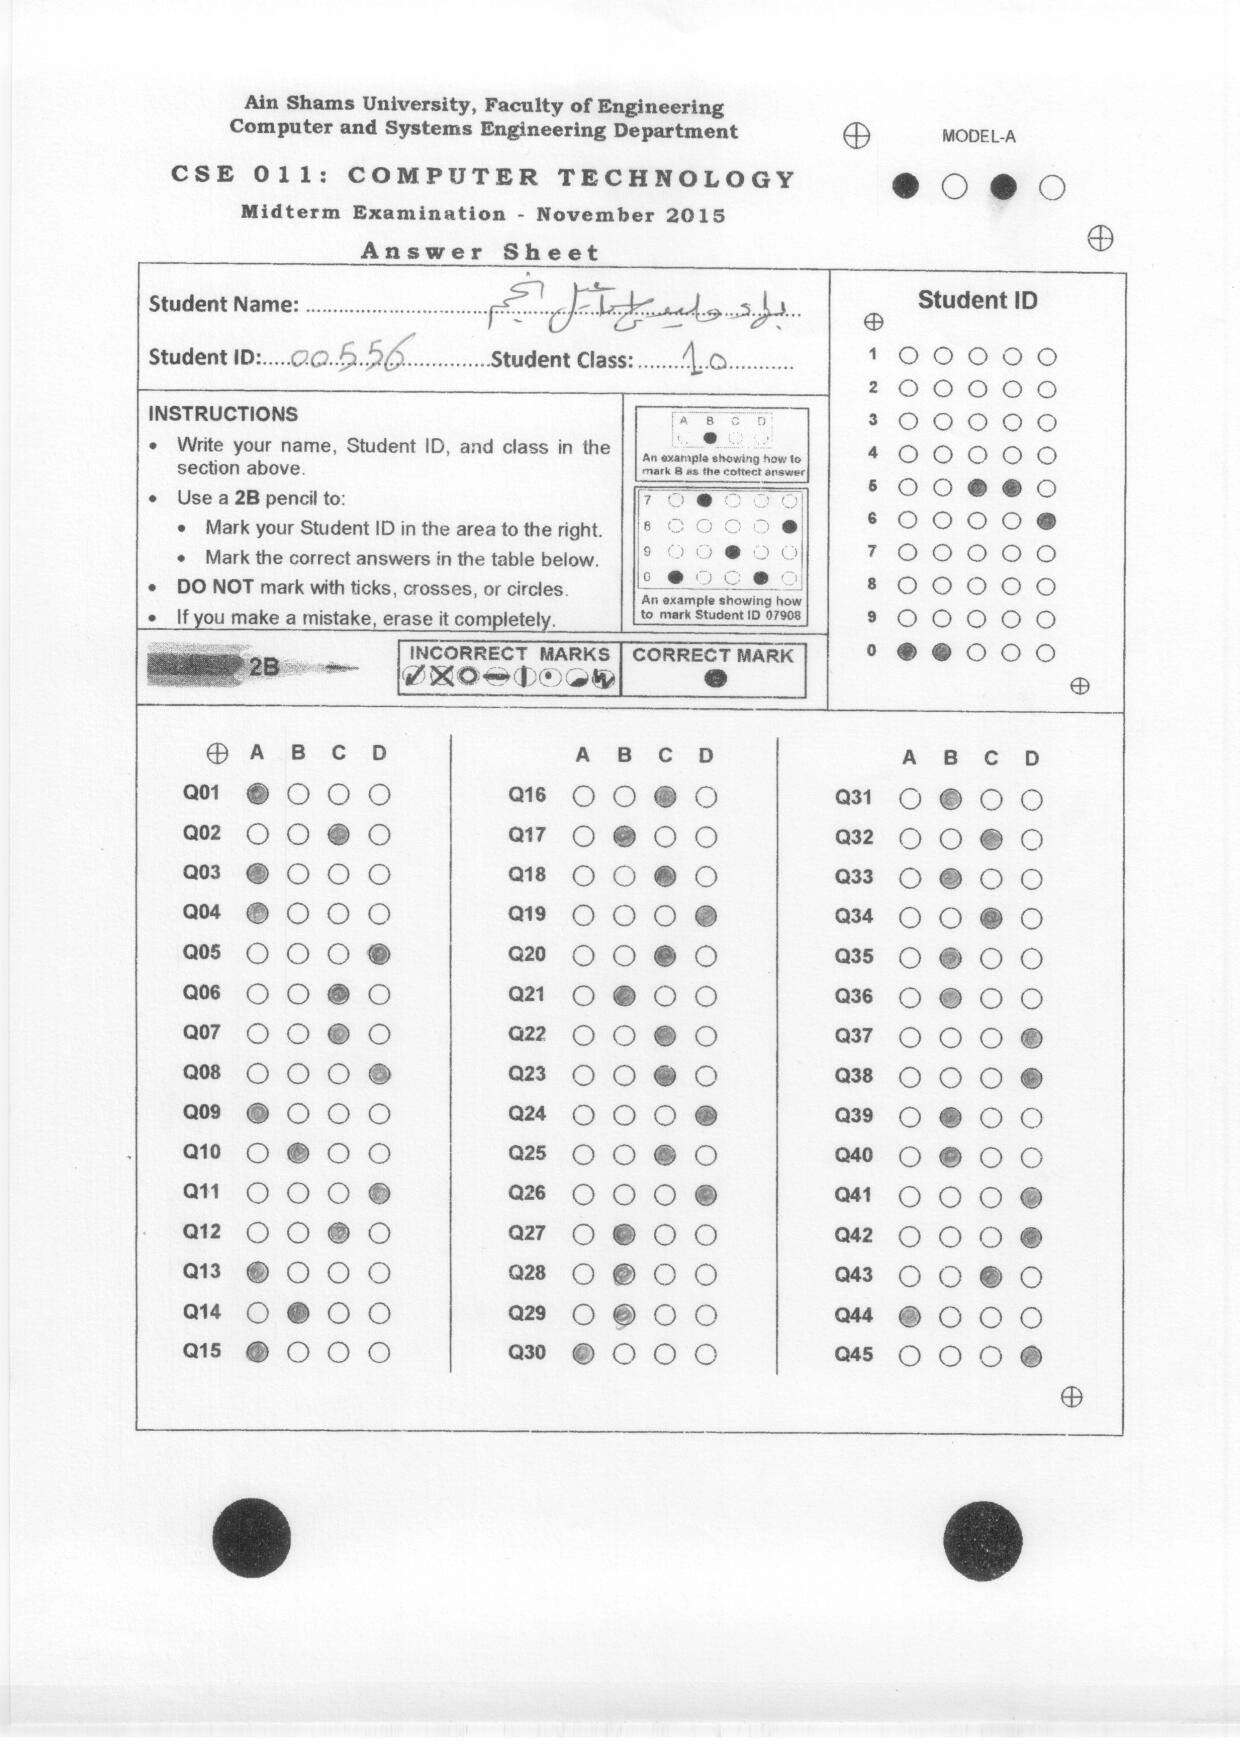 Ain Shams University, Faculty of Engineering
Computer and Systems Engineering Department
MODEL-A
CSE 011: COMPUTER TECHNOLOGY
Midterm Examination - November 2015
Answer Sheet
Student Name:
Student ID: 00556 Student Class: 10
Student ID
1
2
3
4
5
6
7
8
9
0
INSTRUCTIONS
• Write your name, Student ID, and class in the
section above.
• Use a 2B pencil to:
• Mark your Student ID in the area to the right.
• Mark the correct answers in the table below.
• DO NOT mark with ticks, crosses, or circles.
• If you make a mistake, erase it completely.
A B C D
An example showing how to
mark B as the cottect answer
7
8
9
0
An example showing how
to mark Student ID 07908
2B
INCORRECT MARKS
CORRECT MARK
A B C D
Q01
Q02
Q03
Q04
Q05
Q06
Q07
Q08
Q09
Q10
Q11
Q12
Q13
Q14
Q15
A B C D
Q16
Q17
Q18
Q19
Q20
Q21
Q22
Q23
Q24
Q25
Q26
Q27
Q28
Q29
Q30
A B C D
Q31
Q32
Q33
Q34
Q35
Q36
Q37
Q38
Q39
Q40
Q41
Q42
Q43
Q44
Q45